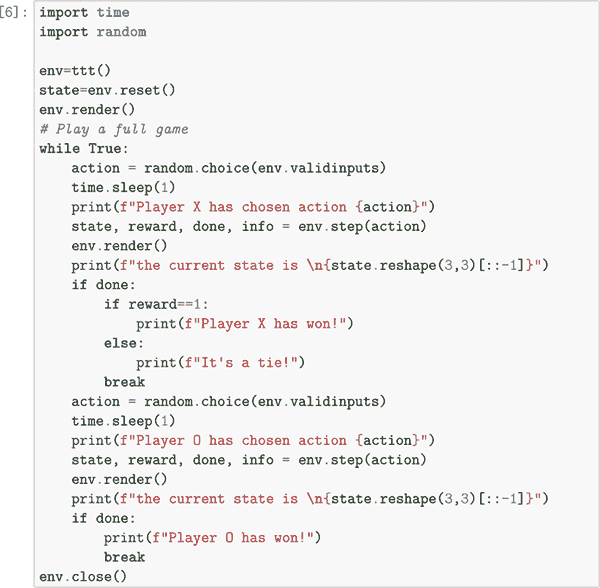 [6]: import time
import random

env=ttt()
state=env.reset()
env.render()
# Play a full game
while True:
    action = random.choice(env.validinputs)
    time.sleep(1)
    print(f"Player X has chosen action {action}")
    state, reward, done, info = env.step(action)
    env.render()
    print(f"the current state is \n{state.reshape(3,3)[::-1]}")
    if done:
        if reward==1:
            print(f"Player X has won!")
        else:
            print(f"It's a tie!")
        break
    action = random.choice(env.validinputs)
    time.sleep(1)
    print(f"Player O has chosen action {action}")
    state, reward, done, info = env.step(action)
    env.render()
    print(f"the current state is \n{state.reshape(3,3)[::-1]}")
    if done:
        print(f"Player O has won!")
        break
env.close()